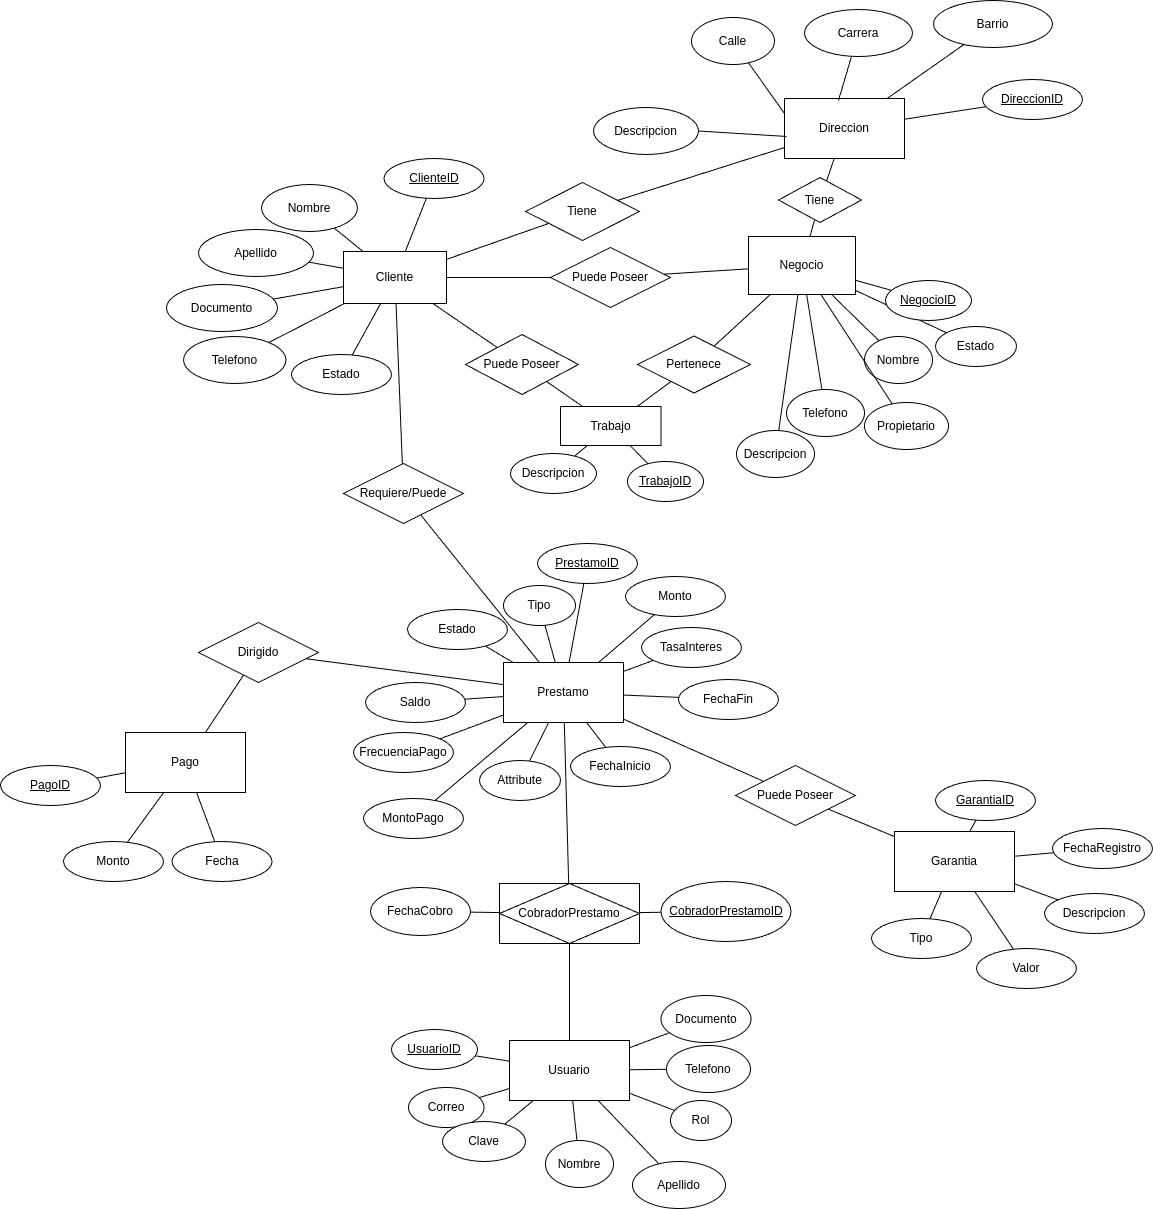 Barrio
Carrera
Calle
DireccionID
Descripcion
Direccion
ClienteID
Tiene
Nombre
Tiene
Apellido
Cliente
Puede Poseer
Negocio
Documento
NegocioID
Telefono
Estado
Puede Poseer
Pertenece
Nombre
Estado
Telefono
Propietario
Trabajo
Descripcion
Descripcion
TrabajoID
Requiere/Puede
PrestamoID
Tipo
Monto
Estado
TasaInteres
Dirigido
Prestamo
Saldo
FechaFin
FrecuenciaPago
Pago
FechaInicio
PagoID
Attribute
Puede Poseer
GarantiaID
MontoPago
FechaRegistro
Monto
Fecha
Garantia
FechaCobro
CobradorPrestamo
CobradorPrestamoID
Descripcion
Tipo
Valor
Documento
UsuarioID
Usuario
Telefono
Correo
Rol
Clave
Nombre
Apellido